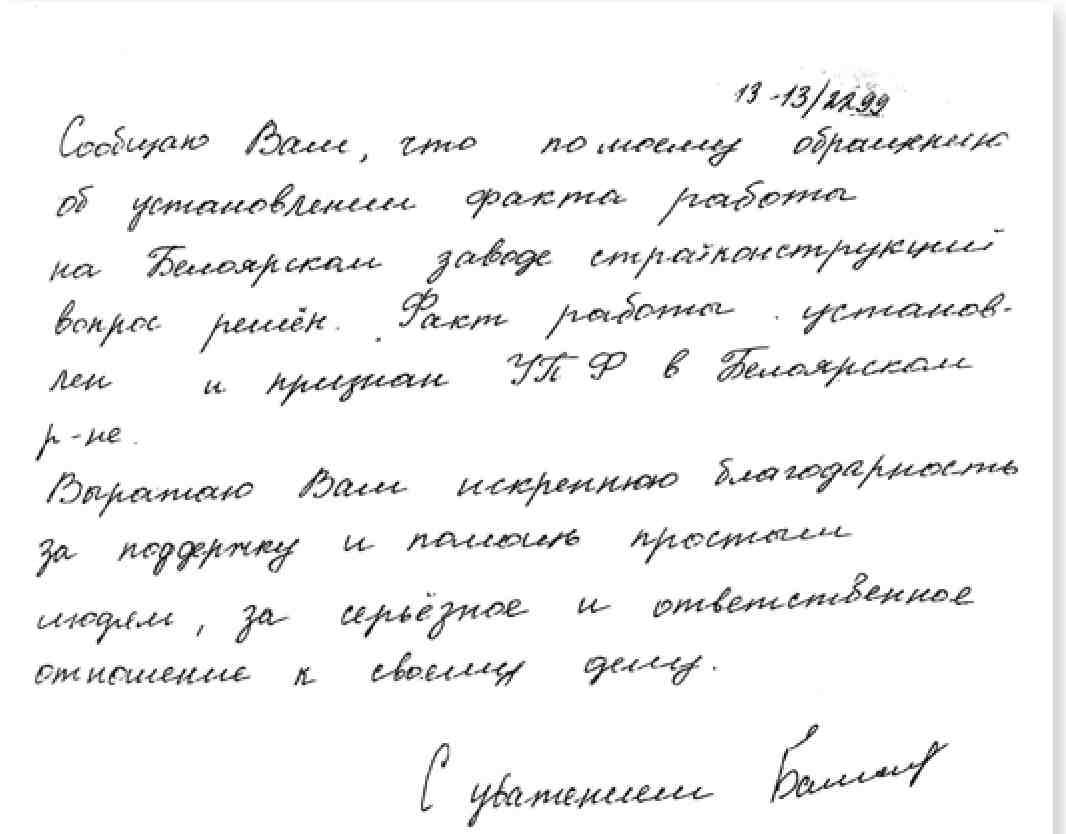 13-13/2299
Сообщаю Вам, что по моему обращению
об установлении факта работы
на Белоярском заводе стройконструкций
вопрос решён. Факт работы установ-
лен и признан УПФ в Белоярском
р-не.
Выражаю Вам искреннюю благодарность
за поддержку и помощь простым
людям, за серьёзное и ответственное
отношение к своему делу.
С уважением